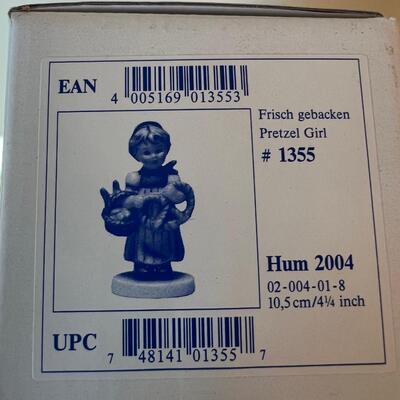 EAN
4 005169 013553
Frisch gebacken
Pretzel Girl
# 1355
Hum 2004
02-004-01-8
10,5 cm/4¼ inch
UPC
7 48141 01355 7